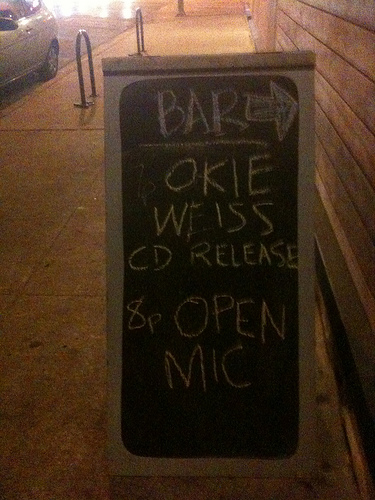 BAR
OKIE
WEISS
CD RELEASE
8P OPEN
MIC